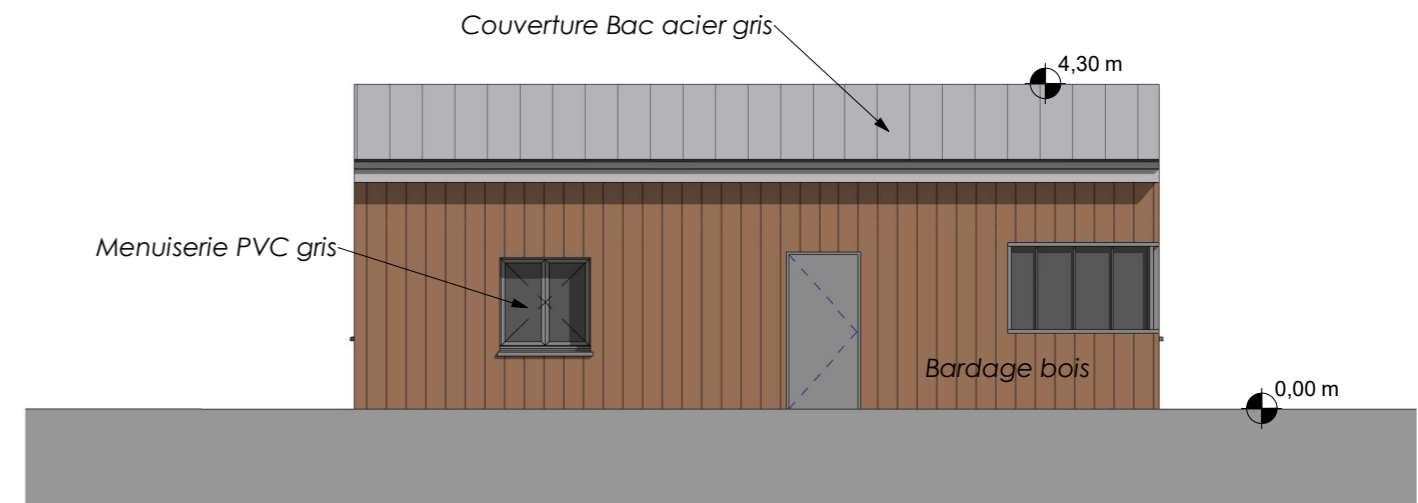 Couverture Bac acier gris
4,30 m
Menuiserie PVC gris
Bardage bois
0,00 m